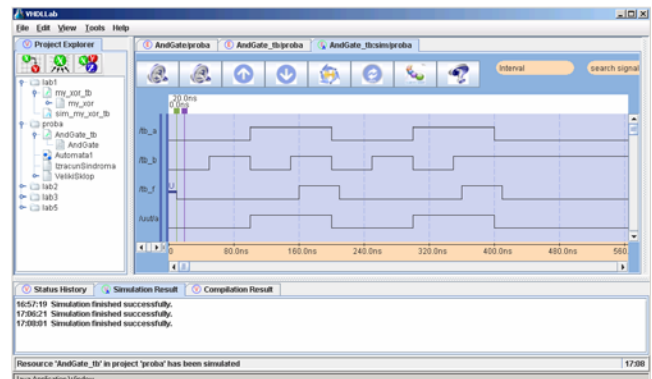 VHDLLab
File Edit View Tools Help
Project Explorer
AndGate/proba
AndGate_tb/proba
AndGate_tb:sim/proba
lab1
my_xor_tb
my_xor
sim_my_xor_tb
proba
AndGate_tb
AndGate
Automata1
IzracunSindroma
VelikiSklop
lab2
lab3
lab5
Interval
search signal
20.0ns
0.0ns
/tb_a
/tb_b
/tb_f
U
/uut/a
0 80.0ns 160.0ns 240.0ns 320.0ns 400.0ns 480.0ns 560.
Status History
Simulation Result
Compilation Result
16:57:19 Simulation finished successfully.
17:06:21 Simulation finished successfully.
17:08:01 Simulation finished successfully.
Resource 'AndGate_tb' in project 'proba' has been simulated
17:08
Java Application Window